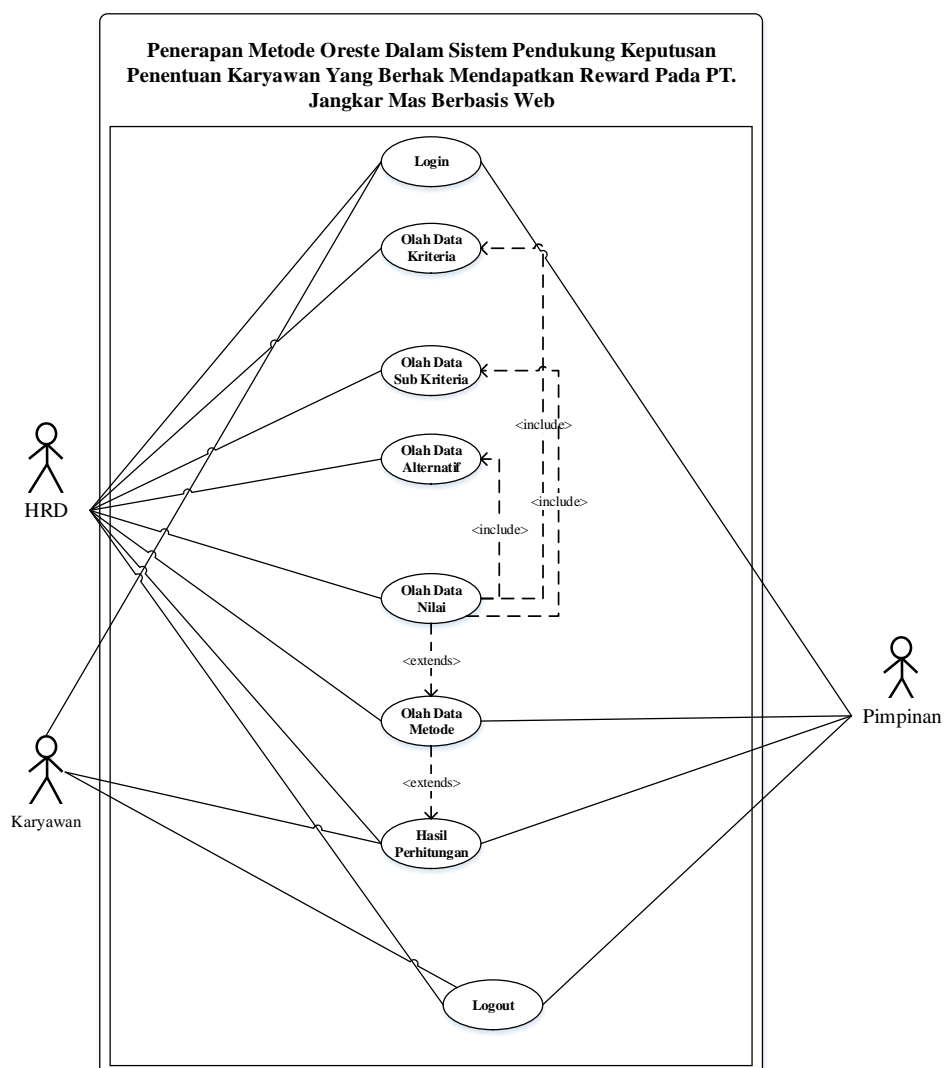 Penerapan Metode Oreste Dalam Sistem Pendukung Keputusan
Penentuan Karyawan Yang Berhak Mendapatkan Reward Pada PT.
Jangkar Mas Berbasis Web
Login
Olah Data
Kriteria
Olah Data
Sub Kriteria
<include>
Olah Data
Alternatif
<include>
HRD
<include>
Olah Data
Nilai
<extends>
Olah Data
Metode
Pimpinan
<extends>
Karyawan
Hasil
Perhitungan
Logout